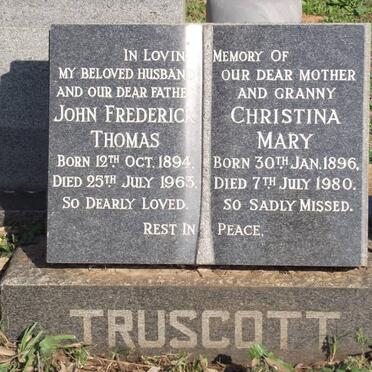 IN LOVING MEMORY OF
MY BELOVED HUSBAND
AND OUR DEAR FATHER
JOHN FREDERICK
THOMAS
BORN 12TH OCT. 1894.
DIED 25TH JULY 1963.
SO DEARLY LOVED.
OUR DEAR MOTHER
AND GRANNY
CHRISTINA
MARY
BORN 30TH JAN. 1896.
DIED 7TH JULY 1980.
SO SADLY MISSED.
REST IN PEACE.
TRUSCOTT